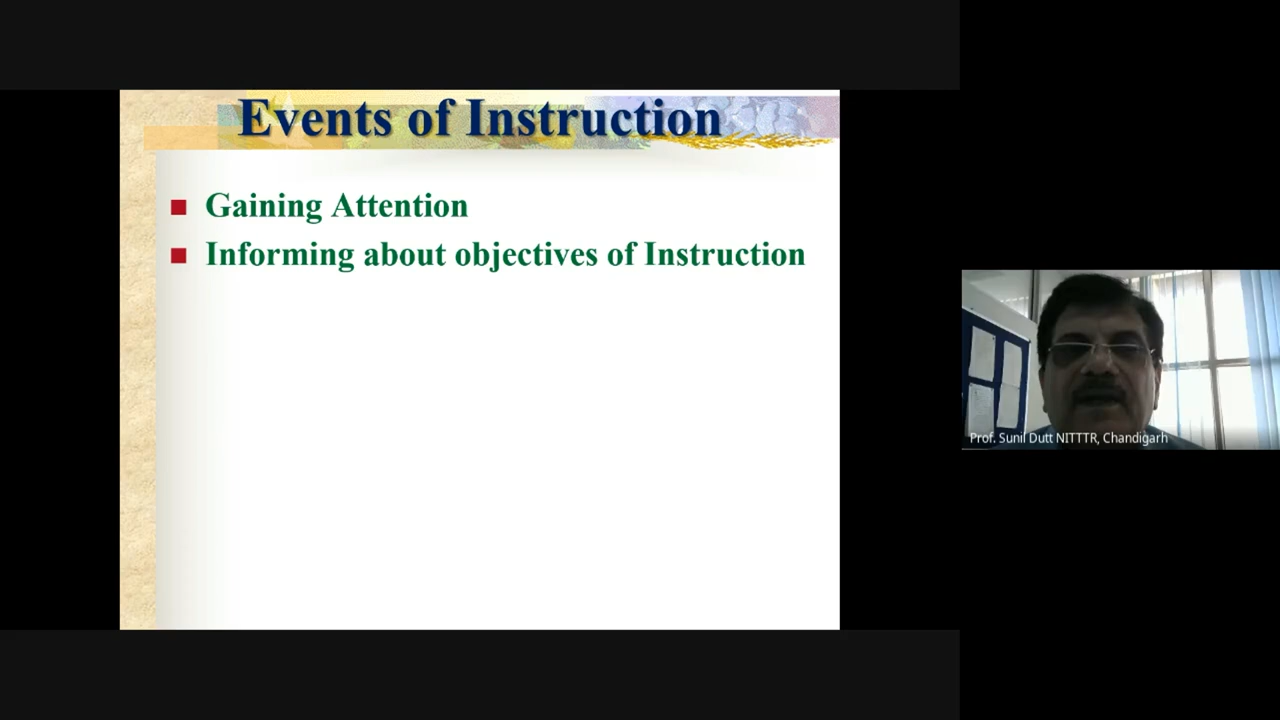 Events of Instruction
Gaining Attention
Informing about objectives of Instruction
Prof. Sunil Dutt NITTTR, Chandigarh